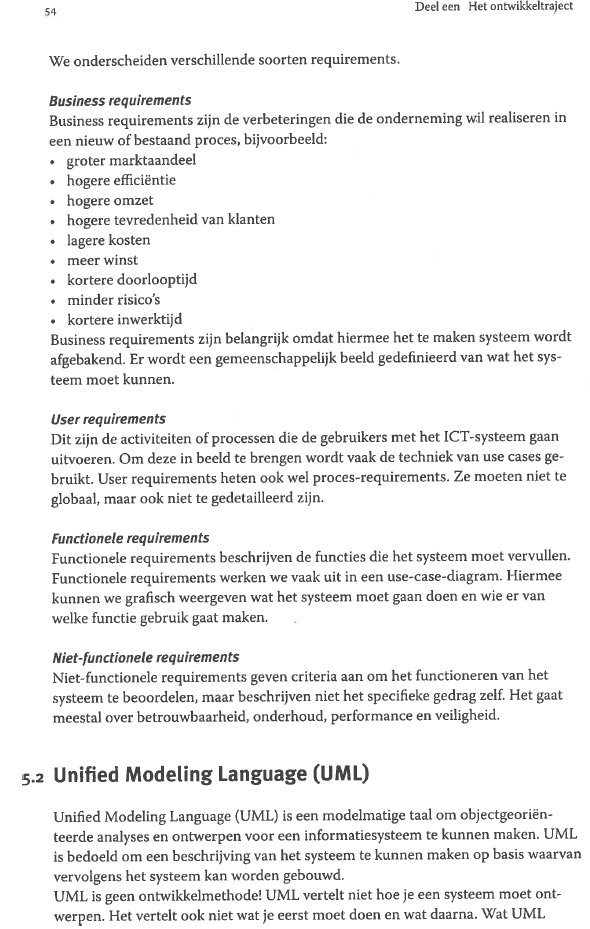 54
Deel een Het ontwikkeltraject
We onderscheiden verschillende soorten requirements.
Business requirements
Business requirements zijn de verbeteringen die de onderneming wil realiseren in
een nieuw of bestaand proces, bijvoorbeeld:
• groter marktaandeel
• hogere efficiëntie
• hogere omzet
• hogere tevredenheid van klanten
• lagere kosten
• meer winst
• kortere doorlooptijd
• minder risico's
• kortere inwerktijd
Business requirements zijn belangrijk omdat hiermee het te maken systeem wordt
afgebakend. Er wordt een gemeenschappelijk beeld gedefinieerd van wat het sys-
teem moet kunnen.
User requirements
Dit zijn de activiteiten of processen die de gebruikers met het ICT-systeem gaan
uitvoeren. Om deze in beeld te brengen wordt vaak de techniek van use cases ge-
bruikt. User requirements heten ook wel proces-requirements. Ze moeten niet te
globaal, maar ook niet te gedetailleerd zijn.
Functionele requirements
Functionele requirements beschrijven de functies die het systeem moet vervullen.
Functionele requirements werken we vaak uit in een use-case-diagram. Hiermee
kunnen we grafisch weergeven wat het systeem moet gaan doen en wie er van
welke functie gebruik gaat maken.
Niet-functionele requirements
Niet-functionele requirements geven criteria aan om het functioneren van het
systeem te beoordelen, maar beschrijven niet het specifieke gedrag zelf. Het gaat
meestal over betrouwbaarheid, onderhoud, performance en veiligheid.
5.2 Unified Modeling Language (UML)
Unified Modeling Language (UML) is een modelmatige taal om objectgeoriën-
teerde analyses en ontwerpen voor een informatiesysteem te kunnen maken. UML
is bedoeld om een beschrijving van het systeem te kunnen maken op basis waarvan
vervolgens het systeem kan worden gebouwd.
UML is geen ontwikkelmethode! UML vertelt niet hoe je een systeem moet ont-
werpen. Het vertelt ook niet wat je eerst moet doen en wat daarna. Wat UML